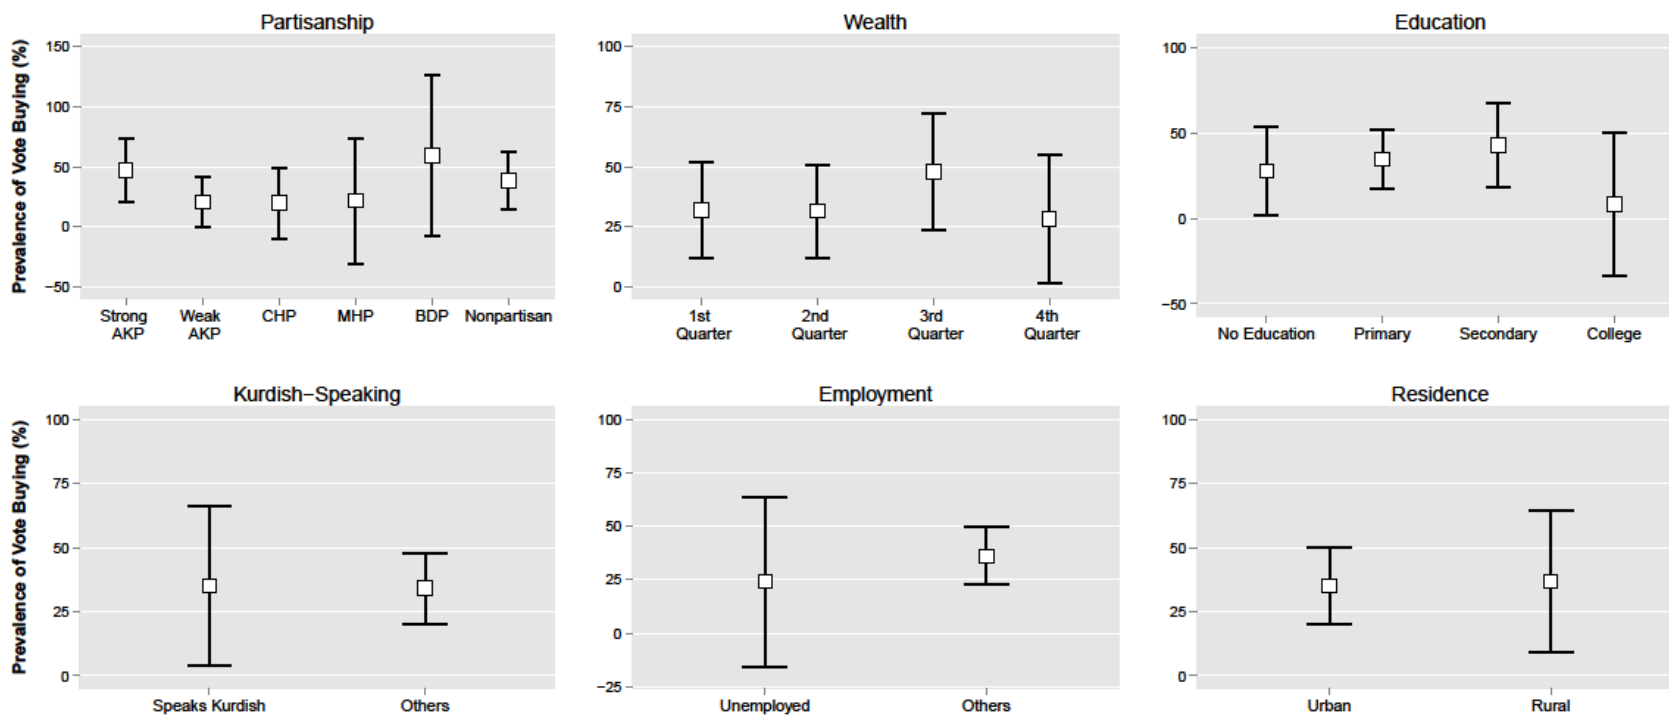 Partisanship
Prevalence of Vote Buying (%)
150
100
50
0
−50
Strong AKP
Weak AKP
CHP
MHP
BDP
Nonpartisan
Wealth
100
75
50
25
0
1st Quarter
2nd Quarter
3rd Quarter
4th Quarter
Education
100
50
0
−50
No Education
Primary
Secondary
College
Kurdish−Speaking
Prevalence of Vote Buying (%)
100
75
50
25
0
Speaks Kurdish
Others
Employment
100
75
50
25
0
−25
Unemployed
Others
Residence
100
75
50
25
0
Urban
Rural